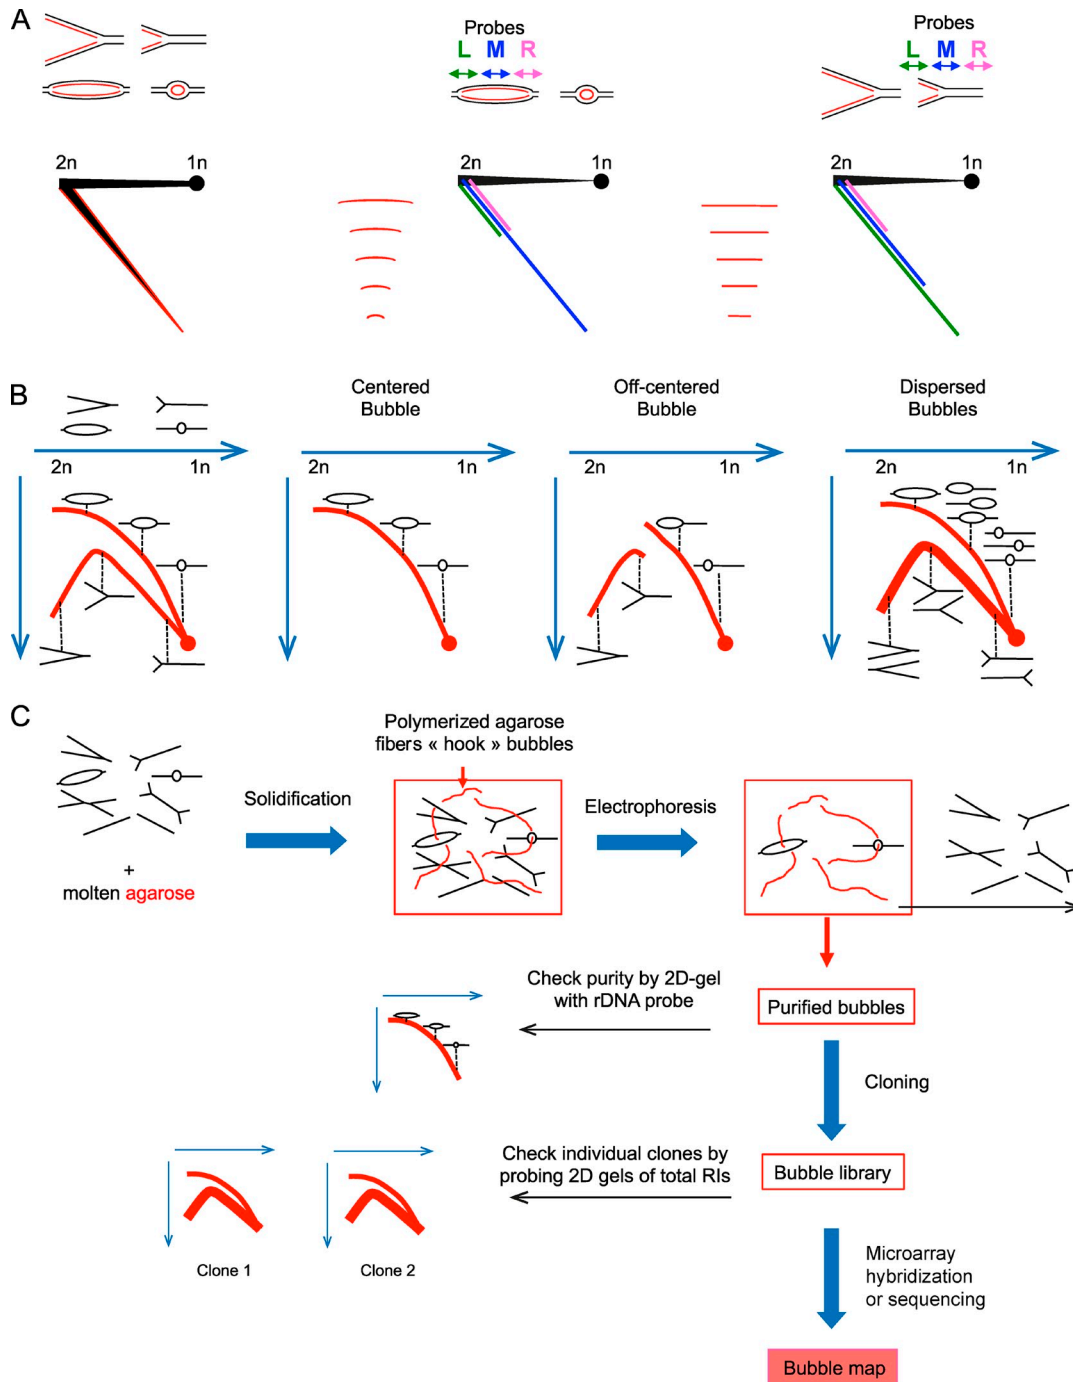 A
Probes
L M R
2n 1n
2n 1n
Probes
L M R
2n 1n
B
Centered
Bubble
Off-centered
Bubble
Dispersed
Bubbles
2n 1n
2n 1n
2n 1n
2n 1n
C
Polymerized agarose
fibers « hook » bubbles
Solidification
Electrophoresis
+
molten agarose
Check purity by 2D-gel
with rDNA probe
Purified bubbles
Cloning
Check individual clones by
probing 2D gels of total RIs
Bubble library
Clone 1
Clone 2
Microarray
hybridization
or sequencing
Bubble map